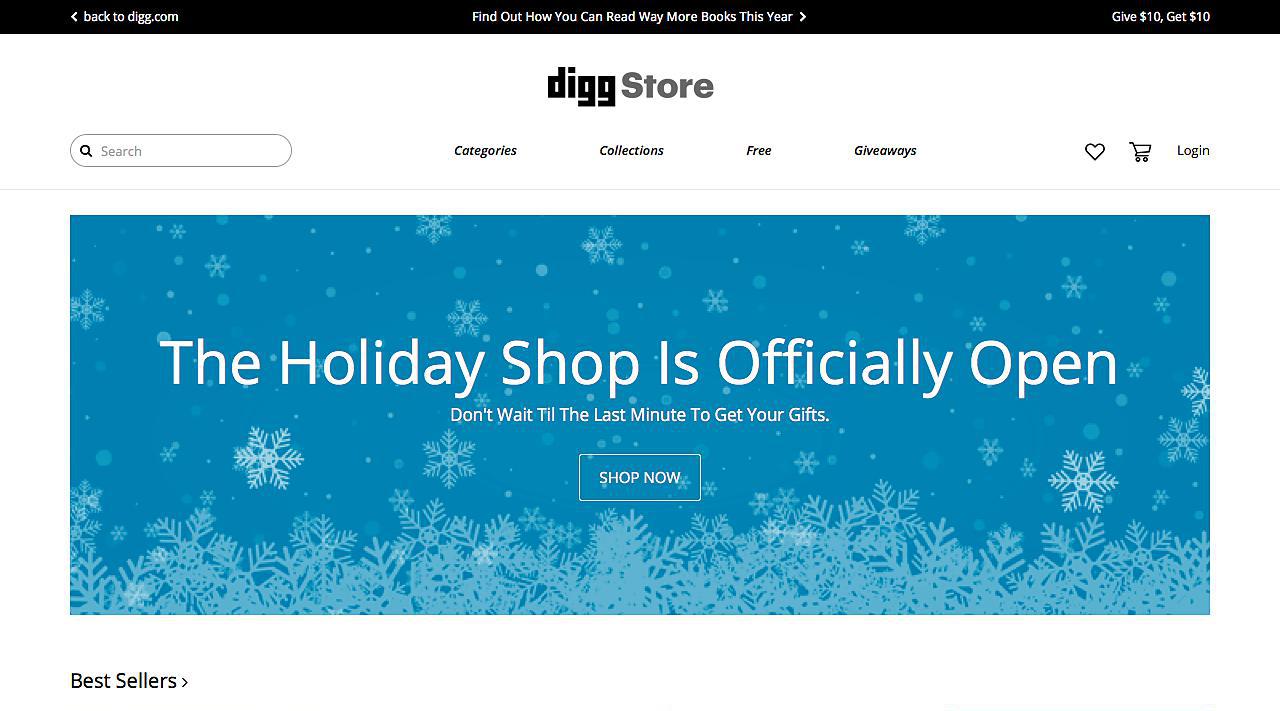 back to digg.com
Find Out How You Can Read Way More Books This Year
Give $10, Get $10
digg Store
Search
Categories
Collections
Free
Giveaways
Login
The Holiday Shop Is Officially Open
Don't Wait Til The Last Minute To Get Your Gifts.
SHOP NOW
Best Sellers